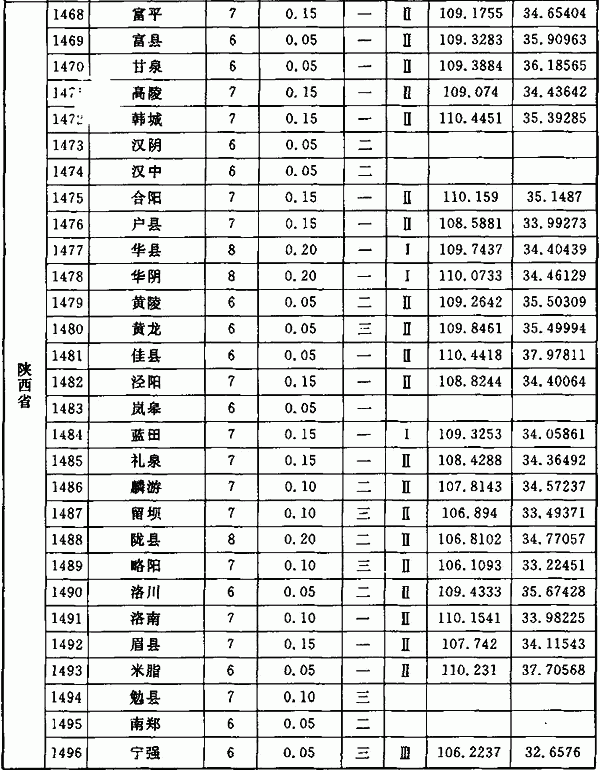 陕西省
1468 富平 7 0.15 一 Ⅱ 109.1755 34.65404
1469 富县 6 0.05 一 Ⅱ 109.3283 35.90963
1470 甘泉 6 0.05 一 Ⅱ 109.3884 36.18565
147 高陵 7 0.15 一 Ⅱ 109.074 34.43642
1472 韩城 7 0.15 一 Ⅱ 110.4451 35.39285
1473 汉阴 6 0.05 二
1474 汉中 6 0.05 二
1475 合阳 7 0.15 一 Ⅱ 110.159 35.1487
1476 户县 7 0.15 一 Ⅱ 108.5881 33.99273
1477 华县 8 0.20 一 Ⅰ 109.7437 34.40439
1478 华阴 8 0.20 一 Ⅰ 110.0733 34.46129
1479 黄陵 6 0.05 二 Ⅱ 109.2642 35.50309
1480 黄龙 6 0.05 三 Ⅱ 109.8461 35.49994
1481 佳县 6 0.05 一 Ⅱ 110.4418 37.97811
1482 泾阳 7 0.15 一 Ⅱ 108.8244 34.40064
1483 岚皋 6 0.05 一
1484 蓝田 7 0.15 一 Ⅰ 109.3253 34.05861
1485 礼泉 7 0.15 一 Ⅱ 108.4288 34.36492
1486 麟游 7 0.10 二 Ⅱ 107.8143 34.57237
1487 留坝 7 0.10 三 Ⅱ 106.894 33.49371
1488 陇县 8 0.20 二 Ⅱ 106.8102 34.77057
1489 略阳 7 0.10 三 Ⅱ 106.1093 33.22451
1490 洛川 6 0.05 二 Ⅱ 109.4333 35.67428
1491 洛南 7 0.10 一 Ⅱ 110.1541 33.98225
1492 眉县 7 0.15 一 Ⅱ 107.742 34.11543
1493 米脂 6 0.05 一 Ⅱ 110.231 37.70568
1494 勉县 7 0.10 三
1495 南郑 6 0.05 二
1496 宁强 6 0.05 三 Ⅲ 106.2237 32.6576